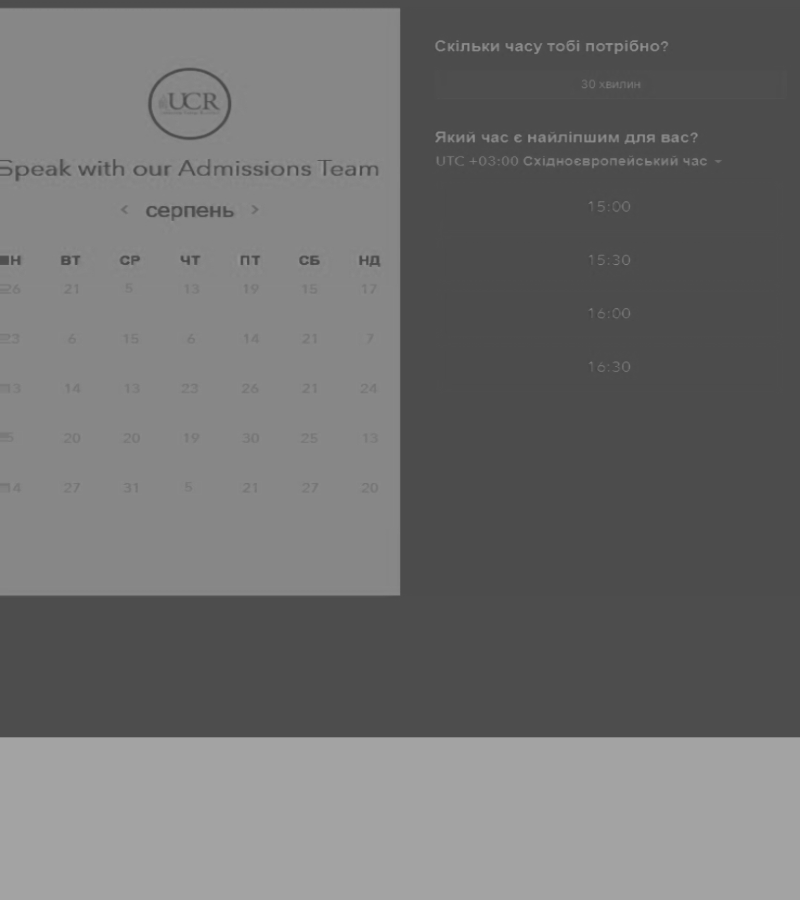 UCR
Speak with our Admissions Team
< серпень >
ВТ СР ЧТ ПТ СБ НД
26 21 5 13 19 15 17
23 6 15 6 14 21 7
13 14 13 23 26 21 24
5 20 20 19 30 25 13
14 27 31 5 21 27 20
Скільки часу тобі потрібно?
30 хвилин
Який час є найліпшим для вас?
UTC +03:00 Східноєвропейський час
15:00
15:30
16:00
16:30